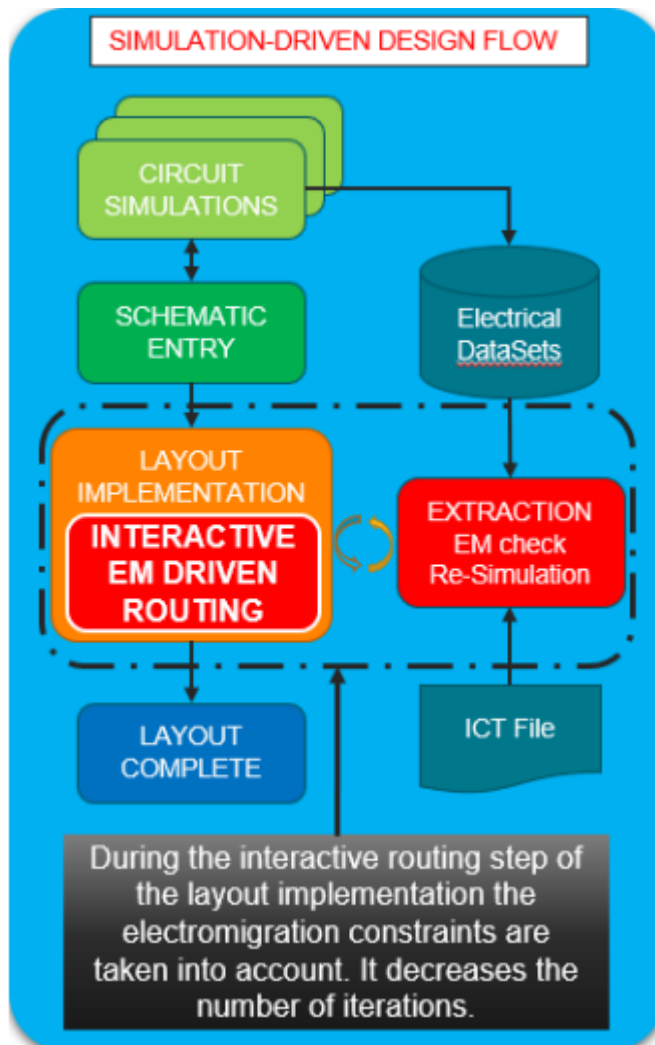 SIMULATION-DRIVEN DESIGN FLOW
CIRCUIT
SIMULATIONS
SCHEMATIC
ENTRY
Electrical
DataSets
LAYOUT
IMPLEMENTATION
INTERACTIVE
EM DRIVEN
ROUTING
EXTRACTION
EM check
Re-Simulation
LAYOUT
COMPLETE
ICT File
During the interactive routing step of
the layout implementation the
electromigration constraints are
taken into account. It decreases the
number of iterations.